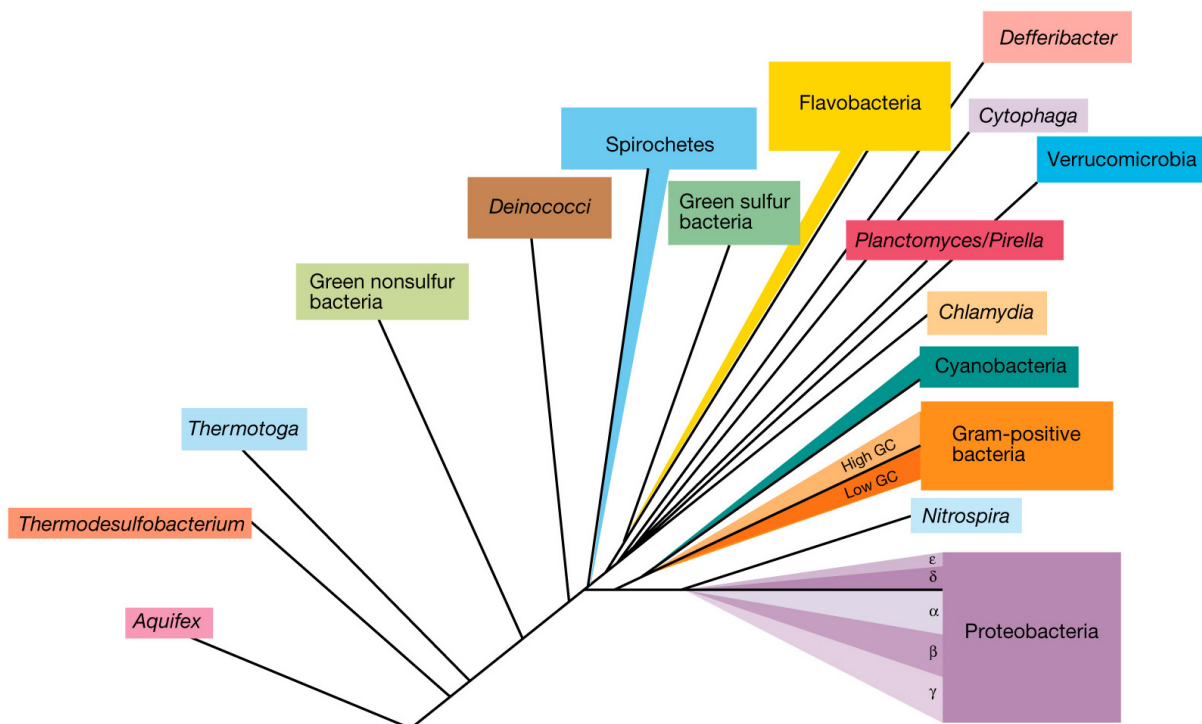 Defferibacter
Flavobacteria
Cytophaga
Spirochetes
Verrucomicrobia
Green sulfur
bacteria
Deinococci
Planctomyces/Pirella
Green nonsulfur
bacteria
Chlamydia
Cyanobacteria
Thermotoga
High GC
Low GC
Gram-positive
bacteria
Thermodesulfobacterium
Nitrospira
ε
δ
α
β
γ
Proteobacteria
Aquifex